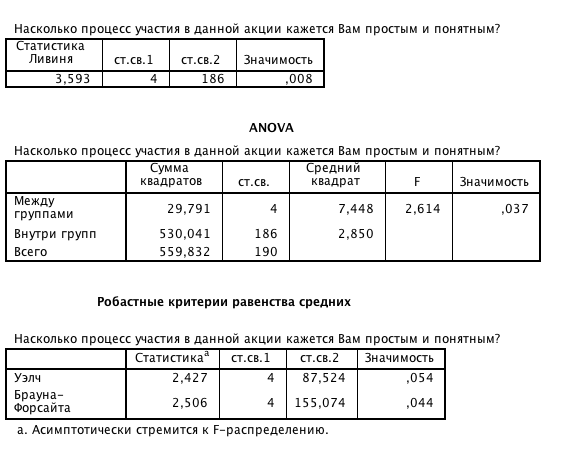 Насколько процесс участия в данной акции кажется Вам простым и понятным?
Статистика Ливиня ст.св.1 ст.св.2 Значимость
3,593 4 186 ,008
ANOVA
Насколько процесс участия в данной акции кажется Вам простым и понятным?
Сумма квадратов ст.св. Средний квадрат F Значимость
Между группами 29,791 4 7,448 2,614 ,037
Внутри групп 530,041 186 2,850
Всего 559,832 190
Робастные критерии равенства средних
Насколько процесс участия в данной акции кажется Вам простым и понятным?
Статистикаa ст.св.1 ст.св.2 Значимость
Уэлч 2,427 4 87,524 ,054
Брауна-Форсайта 2,506 4 155,074 ,044
a. Асимптотически стремится к F-распределению.